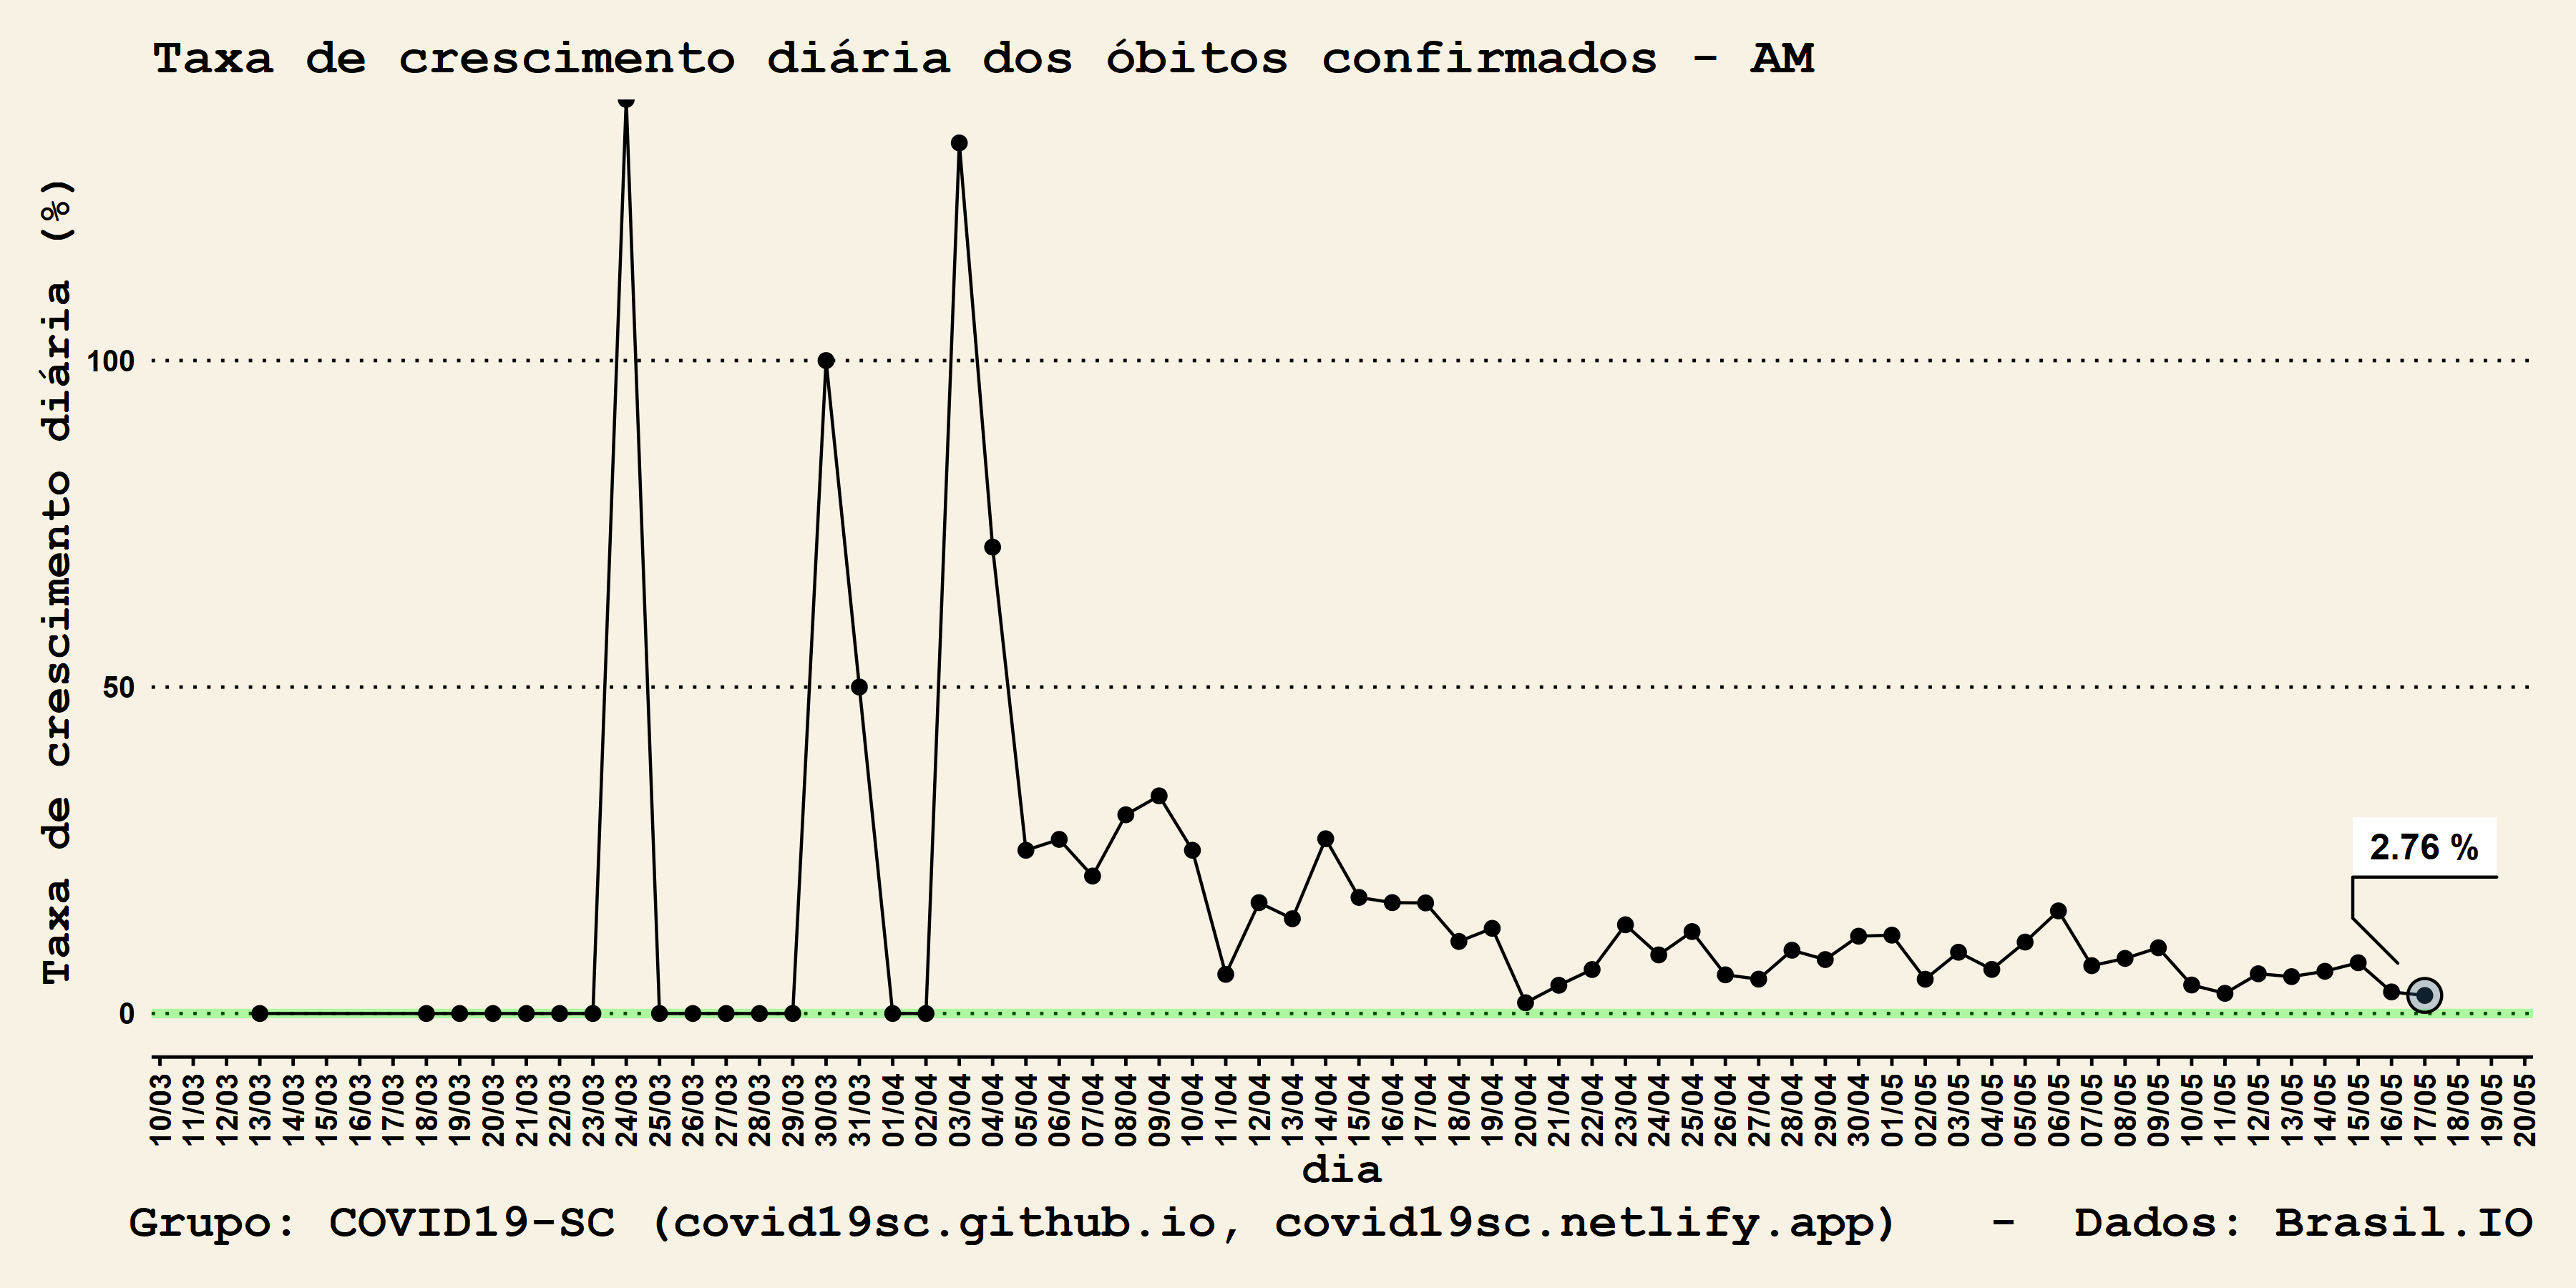 Taxa de crescimento diária dos óbitos confirmados - AM
Taxa de crescimento diária (%)
100
50
0
2.76 %
10/03 11/03 12/03 13/03 14/03 15/03 16/03 17/03 18/03 19/03 20/03 21/03 22/03 23/03 24/03 25/03 26/03 27/03 28/03 29/03 30/03 31/03 01/04 02/04 03/04 04/04 05/04 06/04 07/04 08/04 09/04 10/04 11/04 12/04 13/04 14/04 15/04 16/04 17/04 18/04 19/04 20/04 21/04 22/04 23/04 24/04 25/04 26/04 27/04 28/04 29/04 30/04 01/05 02/05 03/05 04/05 05/05 06/05 07/05 08/05 09/05 10/05 11/05 12/05 13/05 14/05 15/05 16/05 17/05 18/05 19/05 20/05
dia
Grupo: COVID19-SC (covid19sc.github.io, covid19sc.netlify.app) - Dados: Brasil.IO